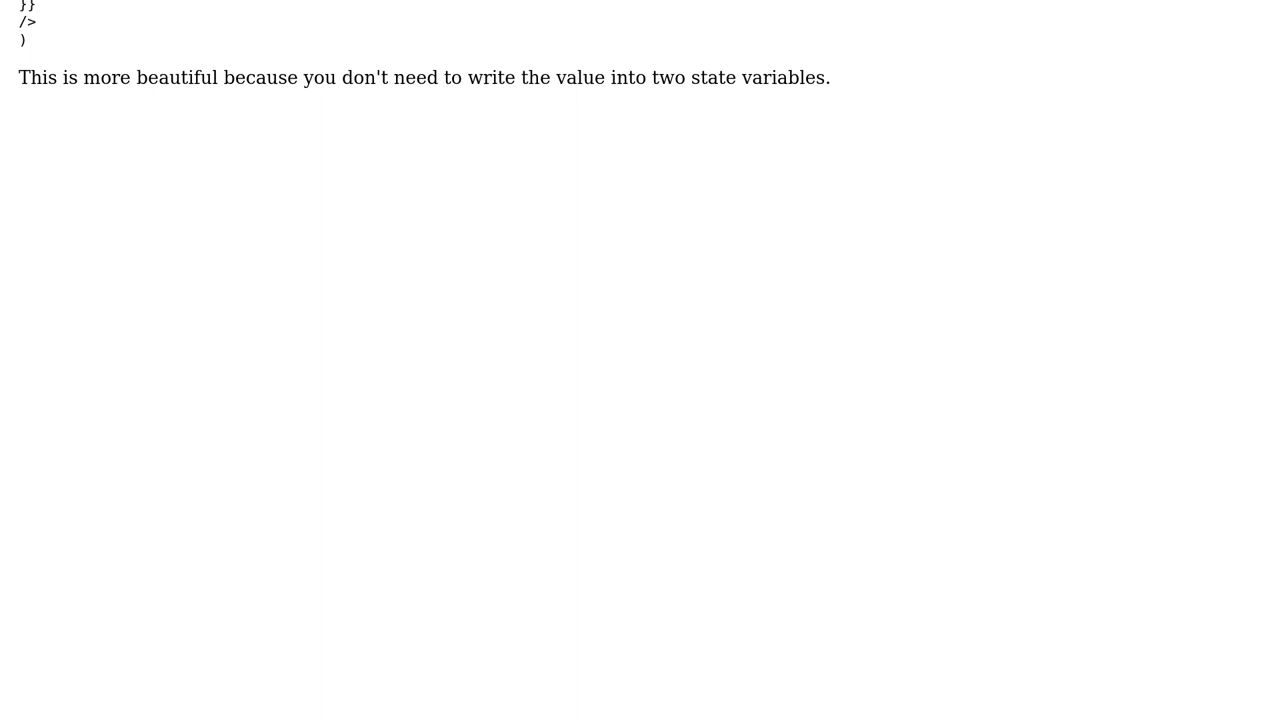 }}
/>
)
This is more beautiful because you don't need to write the value into two state variables.